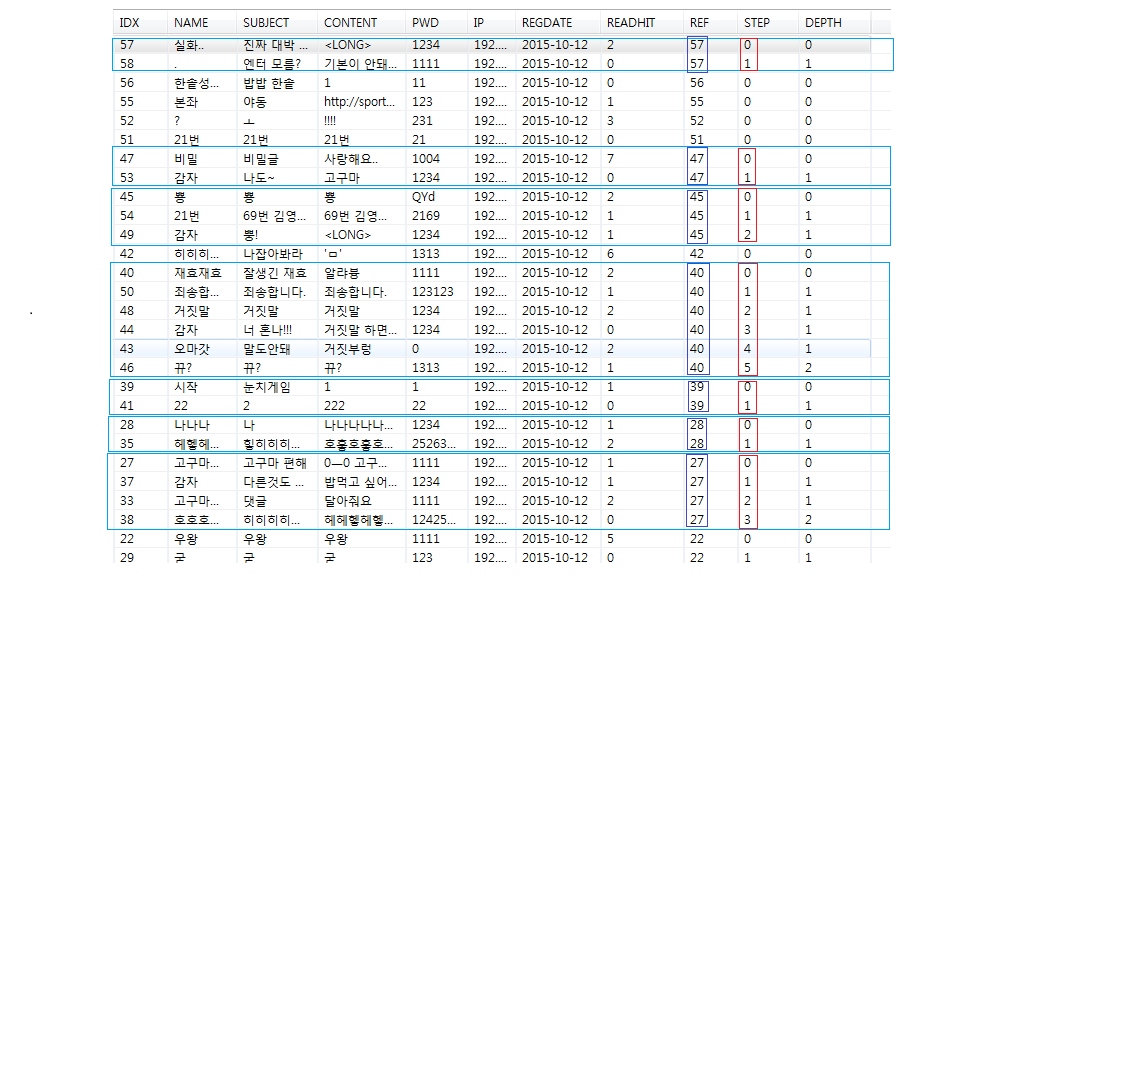 IDX NAME SUBJECT CONTENT PWD IP REGDATE READHIT REF STEP DEPTH
57 실화.. 진짜 대박 ... <LONG> 1234 192.... 2015-10-12 2 57 0 0
58 . 엔터 모름? 기본이 안돼... 1111 192.... 2015-10-12 0 57 1 1
56 한솥성... 밥밥 한솥 1 11 192.... 2015-10-12 0 56 0 0
55 본좌 야동 http://sport... 123 192.... 2015-10-12 1 55 0 0
52 ? ㅗ !!!! 231 192.... 2015-10-12 3 52 0 0
51 21번 21번 21번 21 192.... 2015-10-12 0 51 0 0
47 비밀 비밀글 사랑해요.. 1004 192.... 2015-10-12 7 47 0 0
53 감자 나도~ 고구마 1234 192.... 2015-10-12 0 47 1 1
45 뿅 뿅 뿅 QYd 192.... 2015-10-12 2 45 0 0
54 21번 69번 김영... 69번 김영... 2169 192.... 2015-10-12 1 45 1 1
49 감자 뿡! <LONG> 1234 192.... 2015-10-12 1 45 2 1
42 히히히... 나잡아봐라 'ㅁ' 1313 192.... 2015-10-12 6 42 0 0
40 재효재효 잘생긴 재효 알랴븅 1111 192.... 2015-10-12 2 40 0 0
50 죄송합... 죄송합니다. 죄송합니다. 123123 192.... 2015-10-12 1 40 1 1
48 거짓말 거짓말 거짓말 1234 192.... 2015-10-12 2 40 2 1
44 감자 너 혼나!!! 거짓말 하면... 1234 192.... 2015-10-12 0 40 3 1
43 오마갓 말도안돼 거짓부렁 0 192.... 2015-10-12 2 40 4 1
46 뀨? 뀨? 뀨? 1313 192.... 2015-10-12 1 40 5 2
39 시작 눈치게임 1 1 192.... 2015-10-12 1 39 0 0
41 22 2 222 22 192.... 2015-10-12 0 39 1 1
28 나나나 나 나나나나나... 1234 192.... 2015-10-12 1 28 0 0
35 헤헿헤... 힣히히히... 호홓호홓호... 25263... 192.... 2015-10-12 2 28 1 1
27 고구마... 고구마 편해 0—0 고구... 1111 192.... 2015-10-12 1 27 0 0
37 감자 다른것도 ... 밥먹고 싶어... 1234 192.... 2015-10-12 1 27 1 1
33 고구마... 댓글 달아줘요 1111 192.... 2015-10-12 2 27 2 1
38 호호호... 히히히히... 헤헤헿헤헿... 12425... 192.... 2015-10-12 0 27 3 2
22 우왕 우왕 우왕 1111 192.... 2015-10-12 5 22 0 0
29 굳 굳 굳 123 192.... 2015-10-12 0 22 1 1
.